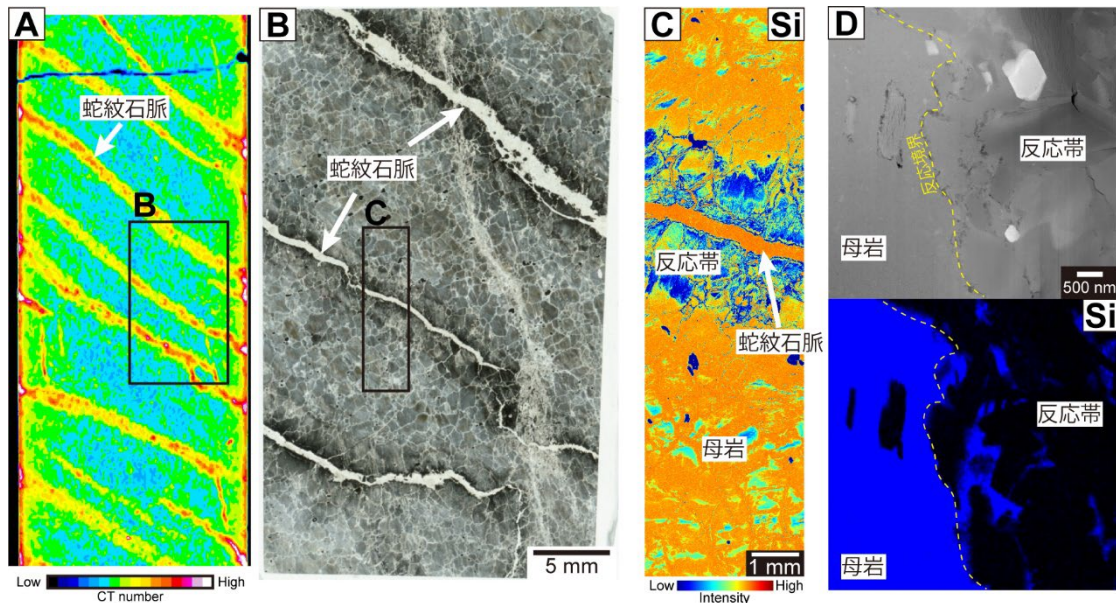 A
蛇紋石脈
B
Low
High
CT number
B
蛇紋石脈
C
5 mm
C
Si
反応帯
蛇紋石脈
母岩
1 mm
Low
High
Intensity
D
反応境界
反応帯
母岩
500 nm
Si
反応帯
母岩